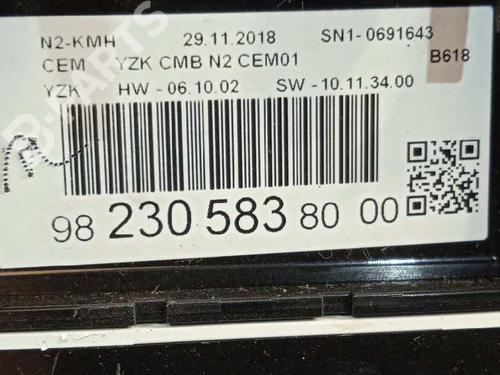 N2-KMH 29.11.2018 SN1- 0691643
CEM YZK CMB N2 CEM01 B618
YZK HW - 06.10.02 SW - 10.11.34.00
98 230 583 80 00